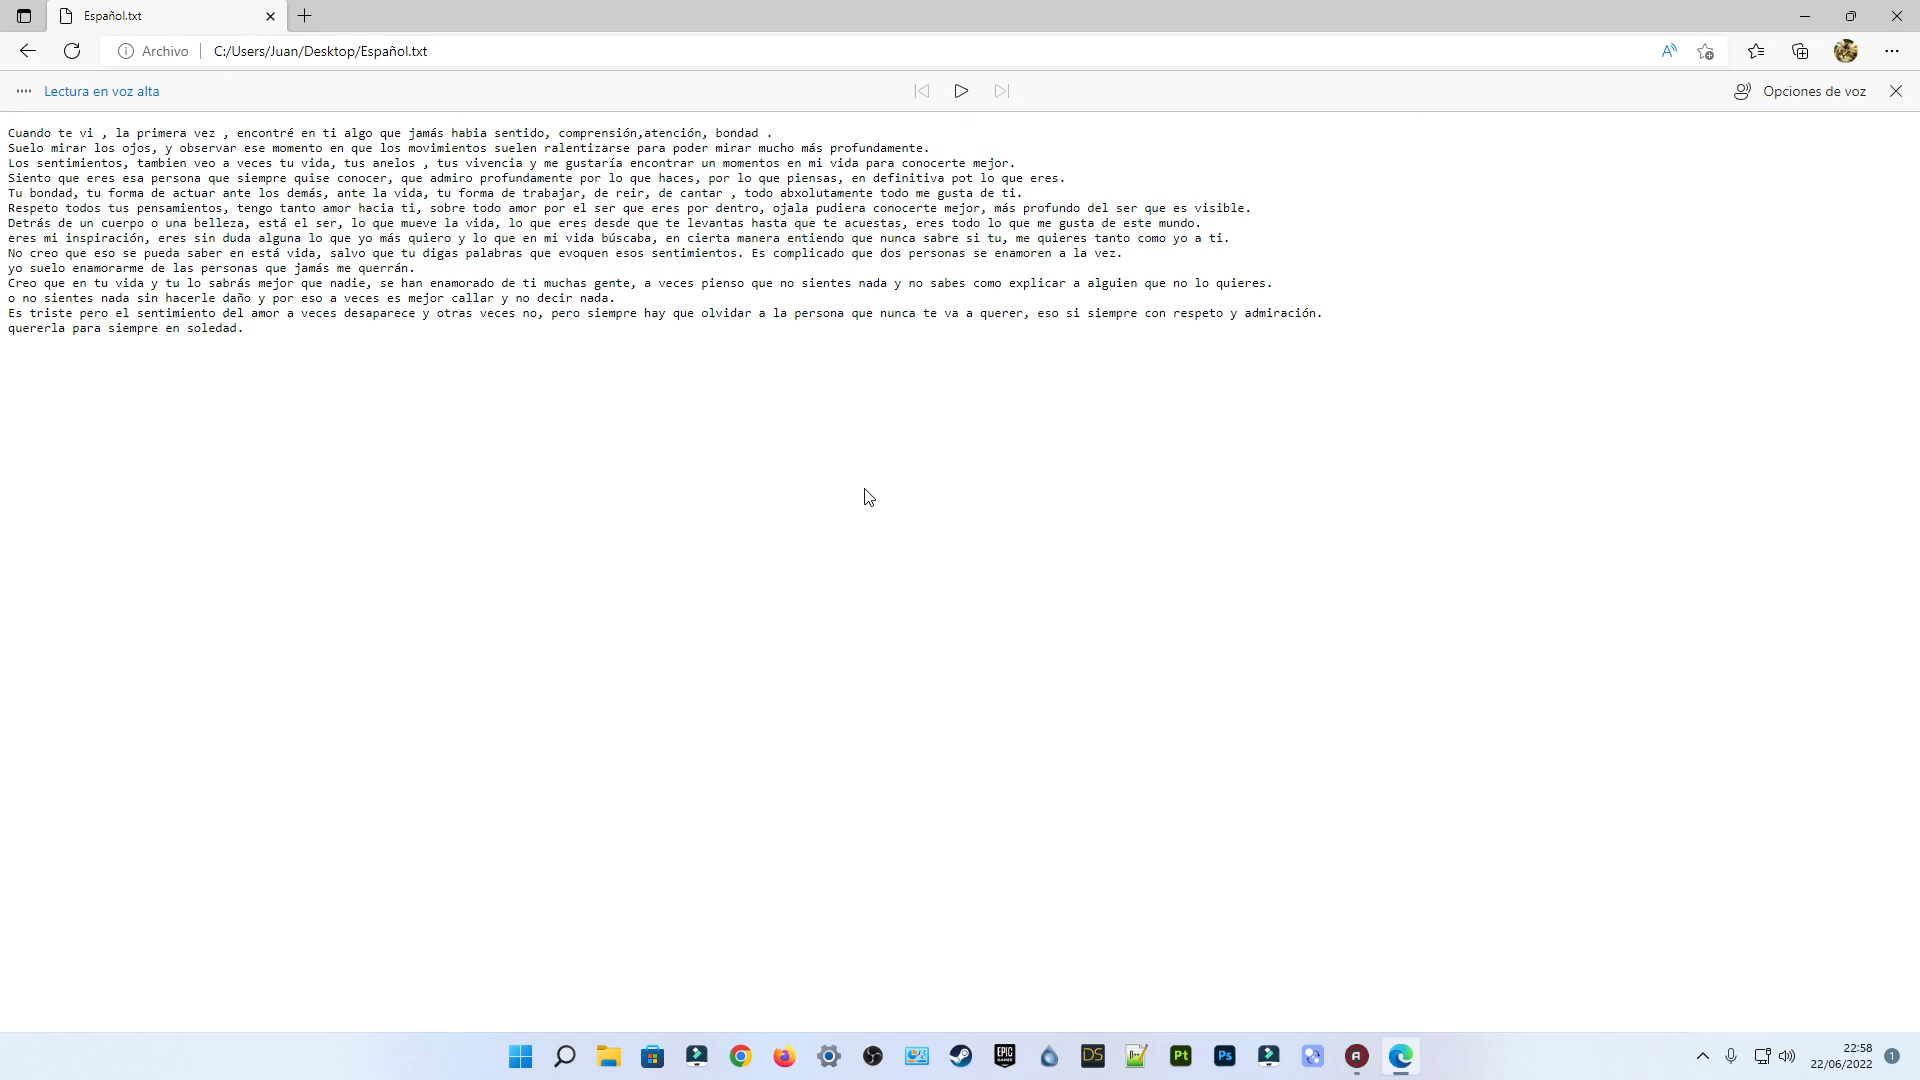 Español.txt
Archivo
C:/Users/Juan/Desktop/Español.txt
Lectura en voz alta
Opciones de voz
Cuando te vi , la primera vez , encontré en ti algo que jamás habia sentido, comprensión,atención, bondad .
Suelo mirar los ojos, y observar ese momento en que los movimientos suelen ralentizarse para poder mirar mucho más profundamente.
Los sentimientos, tambien veo a veces tu vida, tus anelos , tus vivencia y me gustaría encontrar un momentos en mi vida para conocerte mejor.
Siento que eres esa persona que siempre quise conocer, que admiro profundamente por lo que haces, por lo que piensas, en definitiva pot lo que eres.
Tu bondad, tu forma de actuar ante los demás, ante la vida, tu forma de trabajar, de reir, de cantar , todo abxolutamente todo me gusta de ti.
Respeto todos tus pensamientos, tengo tanto amor hacia ti, sobre todo amor por el ser que eres por dentro, ojala pudiera conocerte mejor, más profundo del ser que es visible.
Detrás de un cuerpo o una belleza, está el ser, lo que mueve la vida, lo que eres desde que te levantas hasta que te acuestas, eres todo lo que me gusta de este mundo.
eres mi inspiración, eres sin duda alguna lo que yo más quiero y lo que en mi vida búscaba, en cierta manera entiendo que nunca sabre si tu, me quieres tanto como yo a ti.
No creo que eso se pueda saber en está vida, salvo que tu digas palabras que evoquen esos sentimientos. Es complicado que dos personas se enamoren a la vez.
yo suelo enamorarme de las personas que jamás me querrán.
Creo que en tu vida y tu lo sabrás mejor que nadie, se han enamorado de ti muchas gente, a veces pienso que no sientes nada y no sabes como explicar a alguien que no lo quieres.
o no sientes nada sin hacerle daño y por eso a veces es mejor callar y no decir nada.
Es triste pero el sentimiento del amor a veces desaparece y otras veces no, pero siempre hay que olvidar a la persona que nunca te va a querer, eso si siempre con respeto y admiración.
quererla para siempre en soledad.
EPIC GAMES
DS
Pt
Ps
22:58
22/06/2022
1